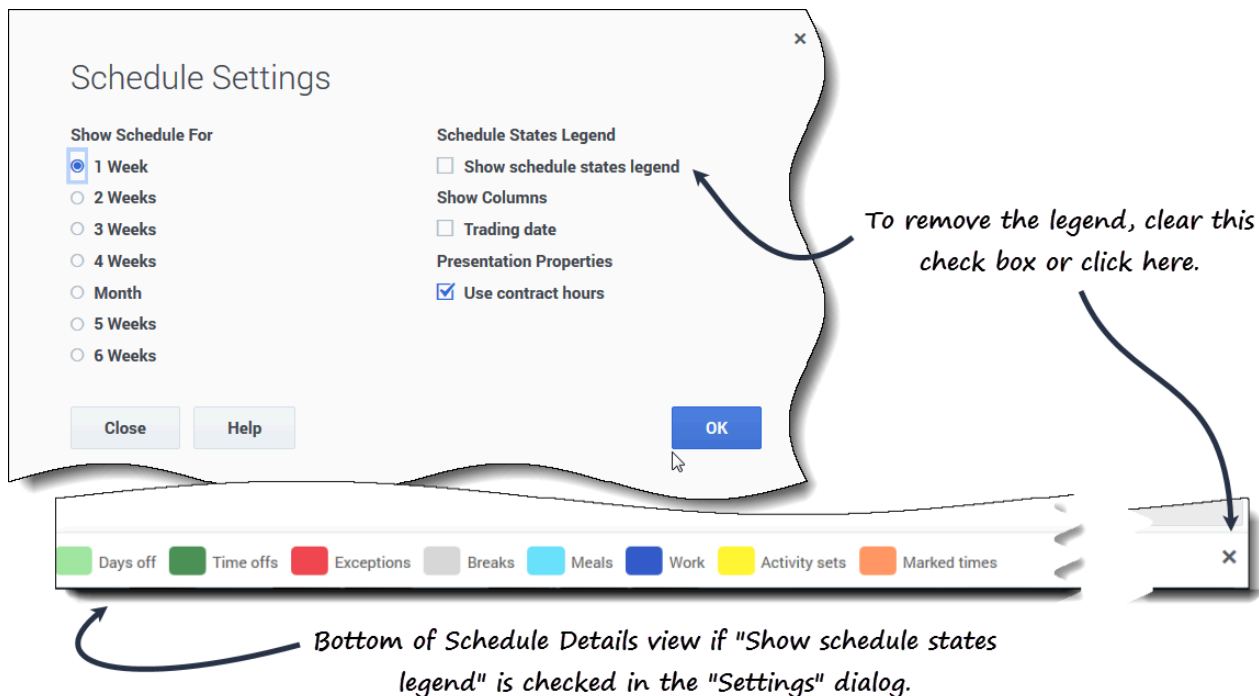 Schedule Settings
Show Schedule For
1 Week
2 Weeks
3 Weeks
4 Weeks
Month
5 Weeks
6 Weeks
Schedule States Legend
Show schedule states legend
Show Columns
Trading date
Presentation Properties
Use contract hours
Close
Help
OK
To remove the legend, clear this
check box or click here.
Days off
Time offs
Exceptions
Breaks
Meals
Work
Activity sets
Marked times
Bottom of Schedule Details view if "Show schedule states
legend" is checked in the "Settings" dialog.